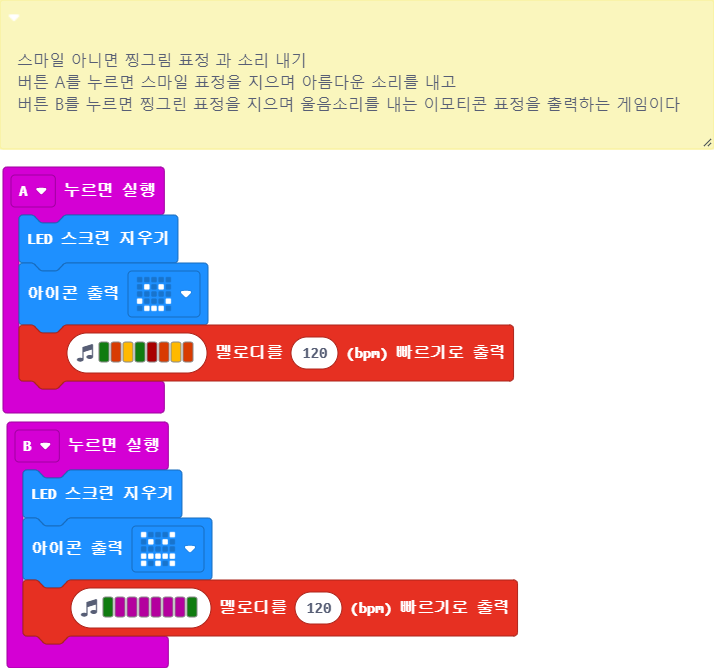 스마일 아니면 찡그림 표정 과 소리 내기
버튼 A를 누르면 스마일 표정을 지으며 아름다운 소리를 내고
버튼 B를 누르면 찡그린 표정을 지으며 울음소리를 내는 이모티콘 표정을 출력하는 게임이다
A 누르면 실행
LED 스크린 지우기
아이콘 출력
멜로디를 120 (bpm) 빠르기로 출력
B 누르면 실행
LED 스크린 지우기
아이콘 출력
멜로디를 120 (bpm) 빠르기로 출력